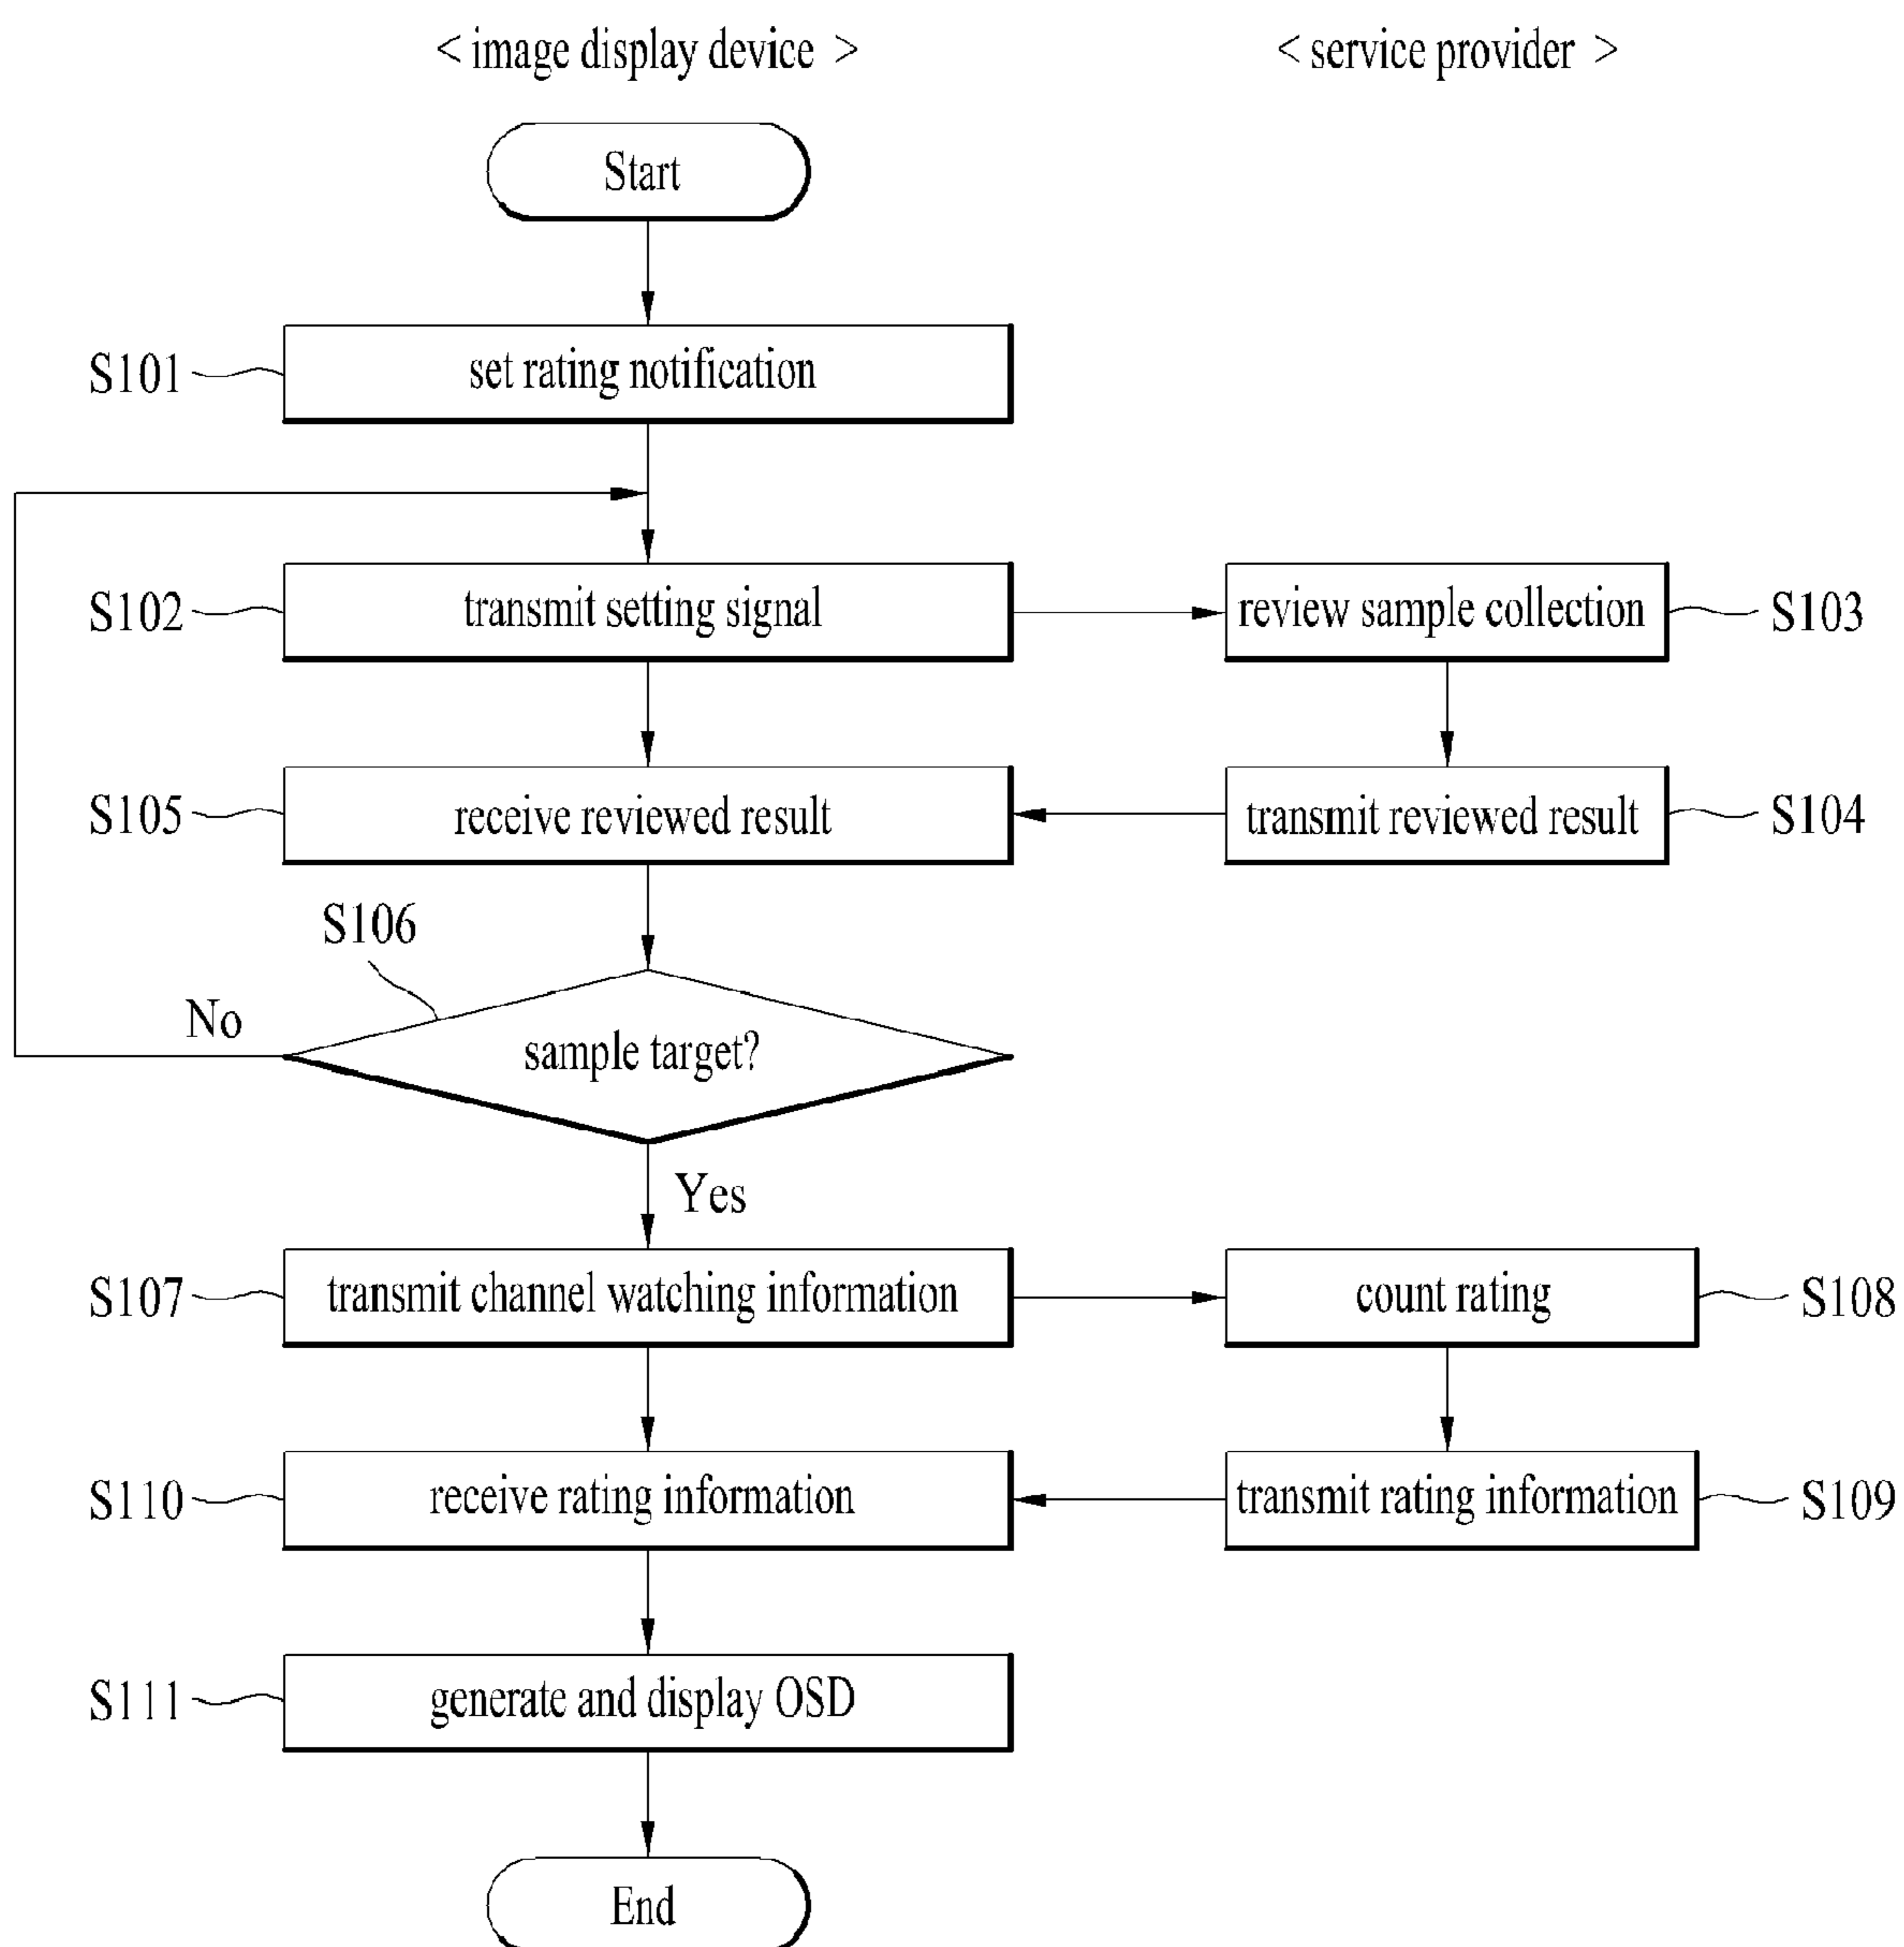 < image display device >
< service provider >
Start
S101
set rating notification
S102
transmit setting signal
review sample collection
S103
S105
receive reviewed result
transmit reviewed result
S104
S106
No
sample target?
Yes
S107
transmit channel watching information
count rating
S108
S110
receive rating information
transmit rating information
S109
S111
generate and display OSD
End